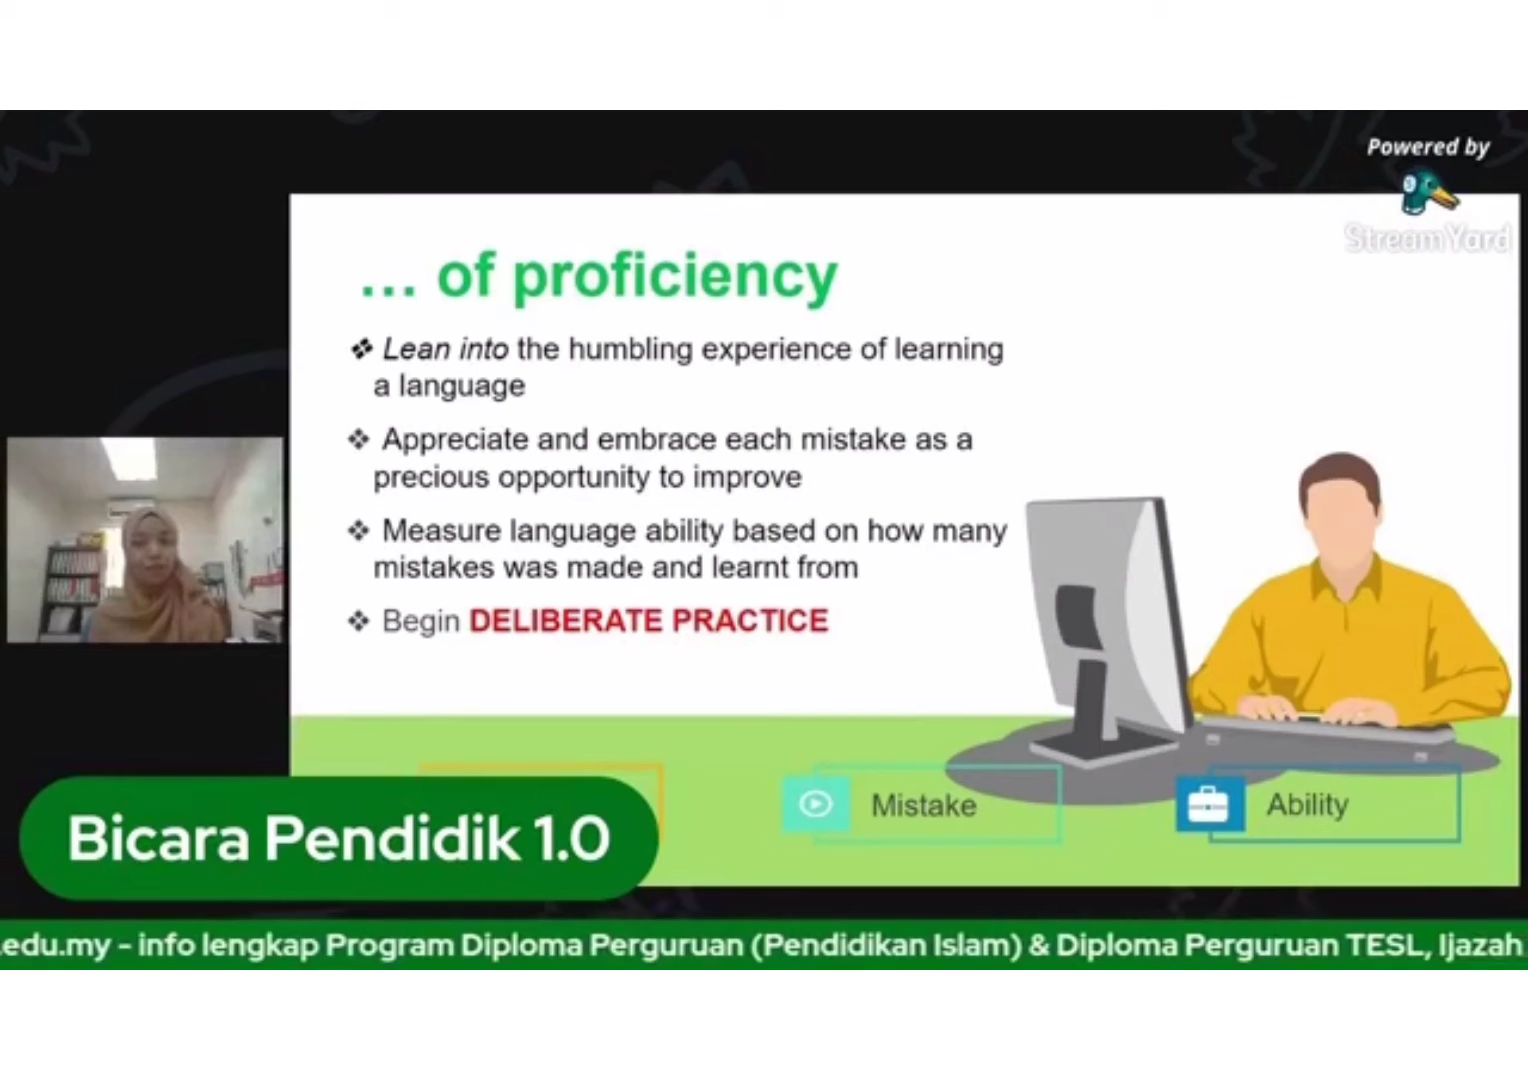 Powered by
StreamYard
... of proficiency
❖ Lean into the humbling experience of learning
a language
❖ Appreciate and embrace each mistake as a
precious opportunity to improve
❖ Measure language ability based on how many
mistakes was made and learnt from
❖ Begin DELIBERATE PRACTICE
Mistake
Ability
Bicara Pendidik 1.0
.edu.my - info lengkap Program Diploma Perguruan (Pendidikan Islam) & Diploma Perguruan TESL, Ijazah